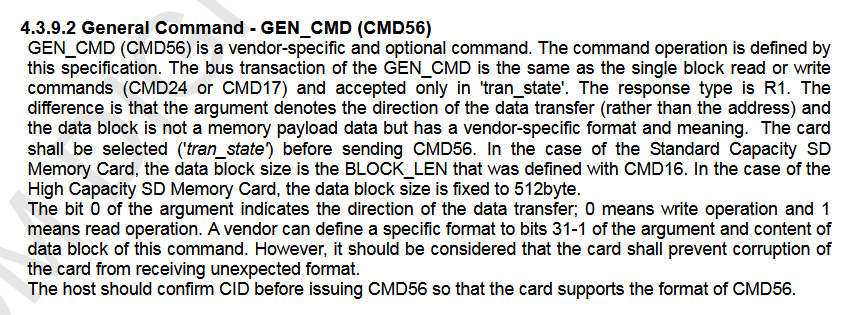 4.3.9.2 General Command - GEN_CMD (CMD56)
GEN_CMD (CMD56) is a vendor-specific and optional command. The command operation is defined by
this specification. The bus transaction of the GEN_CMD is the same as the single block read or write
commands (CMD24 or CMD17) and accepted only in 'tran_state'. The response type is R1. The
difference is that the argument denotes the direction of the data transfer (rather than the address) and
the data block is not a memory payload data but has a vendor-specific format and meaning. The card
shall be selected ('tran_state') before sending CMD56. In the case of the Standard Capacity SD
Memory Card, the data block size is the BLOCK_LEN that was defined with CMD16. In the case of the
High Capacity SD Memory Card, the data block size is fixed to 512byte.
The bit 0 of the argument indicates the direction of the data transfer; 0 means write operation and 1
means read operation. A vendor can define a specific format to bits 31-1 of the argument and content of
data block of this command. However, it should be considered that the card shall prevent corruption of
the card from receiving unexpected format.
The host should confirm CID before issuing CMD56 so that the card supports the format of CMD56.